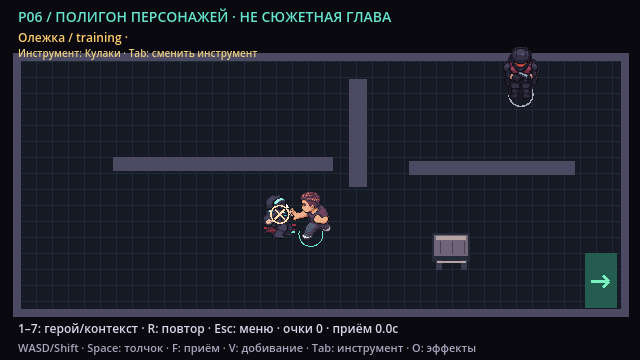 P06 / ПОЛИГОН ПЕРСОНАЖЕЙ · НЕ СЮЖЕТНАЯ ГЛАВА
Олежка / training ·
Инструмент: Кулаки · Tab: сменить инструмент
1–7: герой/контекст · R: повтор · Esc: меню · очки 0 · приём 0.0с
WASD/Shift · Space: толчок · F: приём · V: добивание · Tab: инструмент · O: эффекты